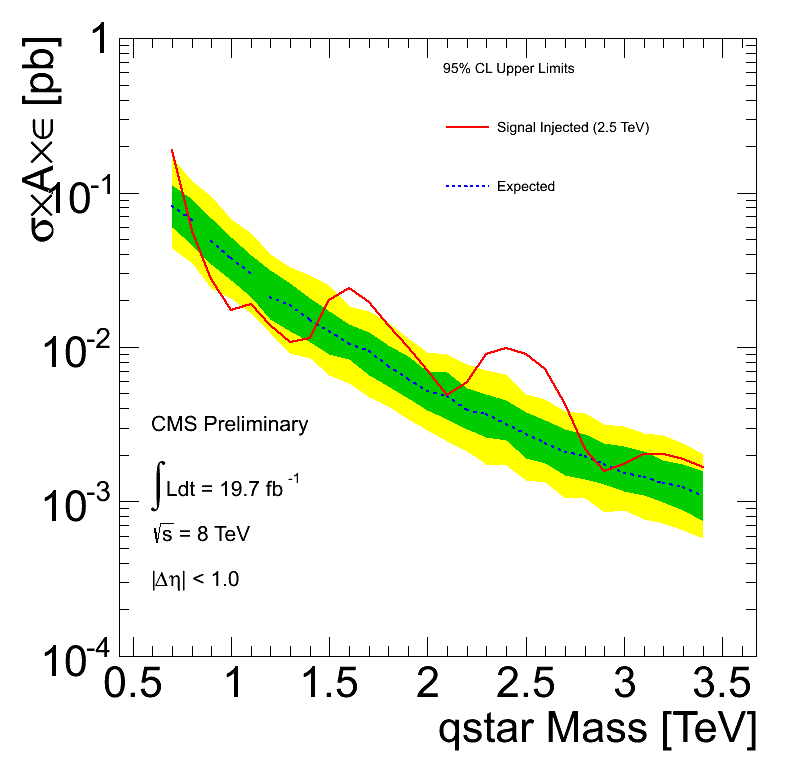 σ×A×∈ [pb]
1
10⁻¹
10⁻²
10⁻³
10⁻⁴
95% CL Upper Limits
Signal Injected (2.5 TeV)
Expected
CMS Preliminary
∫Ldt = 19.7 fb⁻¹
√s = 8 TeV
|Δη| < 1.0
0.5 1 1.5 2 2.5 3 3.5
qstar Mass [TeV]